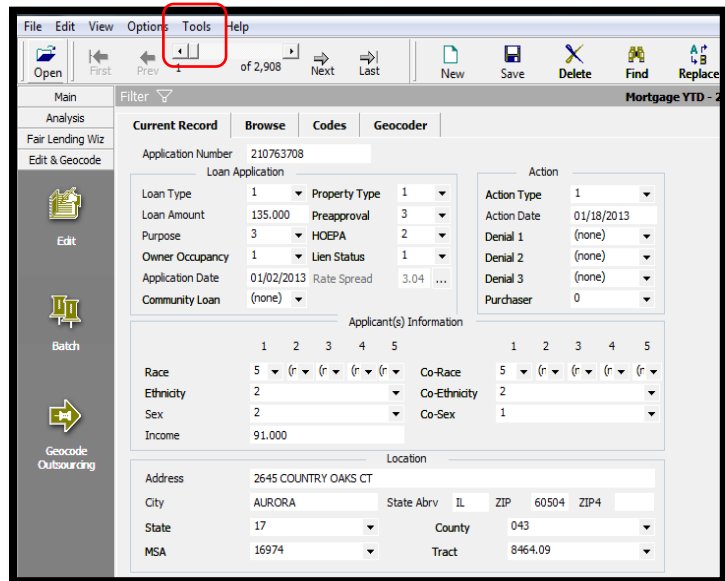 File Edit View Options Tools Help
Open First Prev 1 of 2,908 Next Last New Save Delete Find Replace
Main
Analysis
Fair Lending Wiz
Edit & Geocode
Edit
Batch
Geocode
Outsourcing
Filter Mortgage YTD - 2
Current Record Browse Codes Geocoder
Application Number 210763708
Loan Application
Loan Type 1 Property Type 1
Loan Amount 135.000 Preapproval 3
Purpose 3 HOEPA 2
Owner Occupancy 1 Lien Status 1
Application Date 01/02/2013 Rate Spread 3.04 ...
Community Loan (none)
Action
Action Type 1
Action Date 01/18/2013
Denial 1 (none)
Denial 2 (none)
Denial 3 (none)
Purchaser 0
Applicant(s) Information
1 2 3 4 5 1 2 3 4 5
Race 5 (r (r (r (r Co-Race 5 (r (r (r (r
Ethnicity 2 Co-Ethnicity 2
Sex 2 Co-Sex 1
Income 91.000
Location
Address 2645 COUNTRY OAKS CT
City AURORA State Abrv IL ZIP 60504 ZIP4
State 17 County 043
MSA 16974 Tract 8464.09